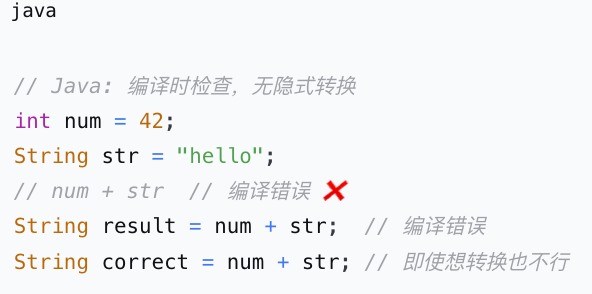 java
// Java: 编译时检查，无隐式转换
int num = 42;
String str = "hello";
// num + str  // 编译错误 ❌
String result = num + str;  // 编译错误
String correct = num + str; // 即使想转换也不行